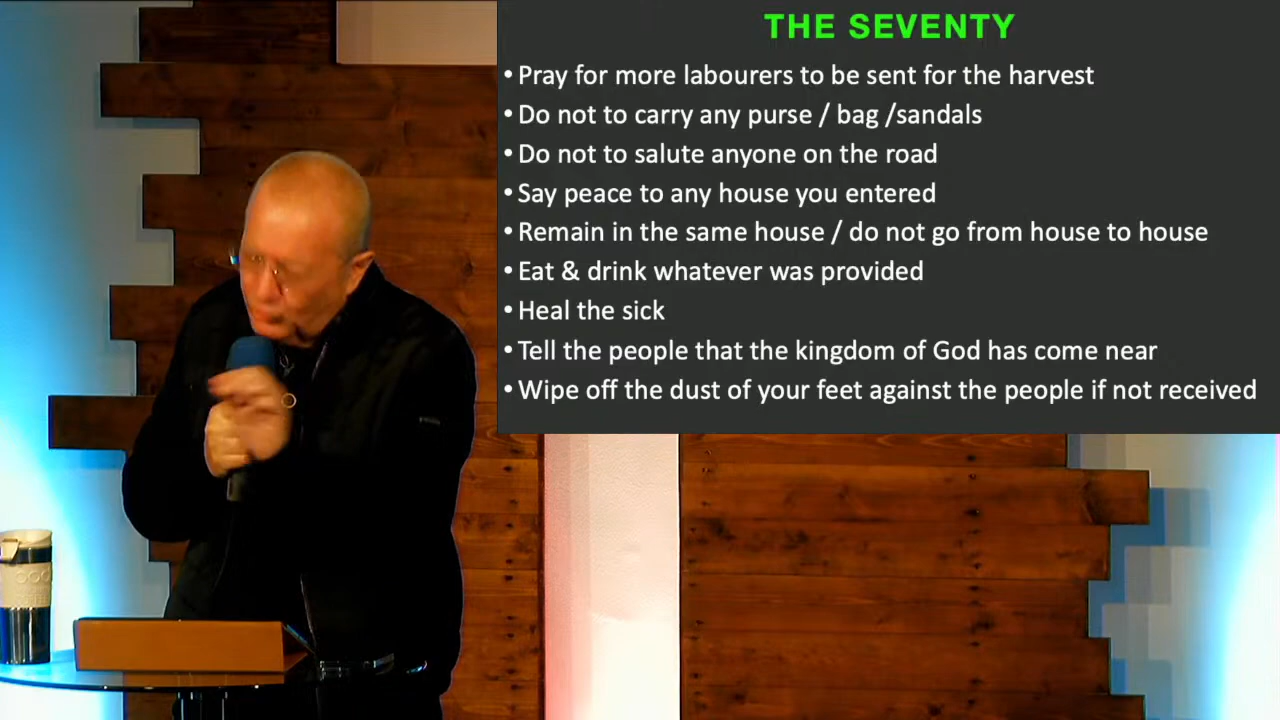 THE SEVENTY
• Pray for more labourers to be sent for the harvest
• Do not to carry any purse / bag /sandals
• Do not to salute anyone on the road
• Say peace to any house you entered
• Remain in the same house / do not go from house to house
• Eat & drink whatever was provided
• Heal the sick
• Tell the people that the kingdom of God has come near
• Wipe off the dust of your feet against the people if not received